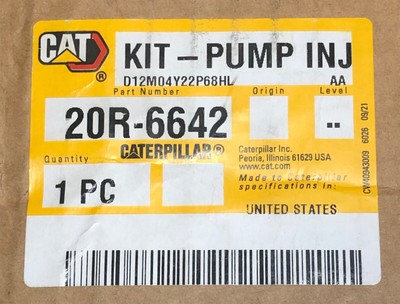 CAT
®
KIT - PUMP INJ
D12M04Y22P68HL AA
Part Number Origin Level
20R-6642 --
CATERPILLAR®
Caterpillar Inc.
Peoria, Illinois 61629 USA
www.cat.com
Quantity
1 PC
Made to Caterpillar
specifications in:
UNITED STATES
CW40943009 6026 09/21